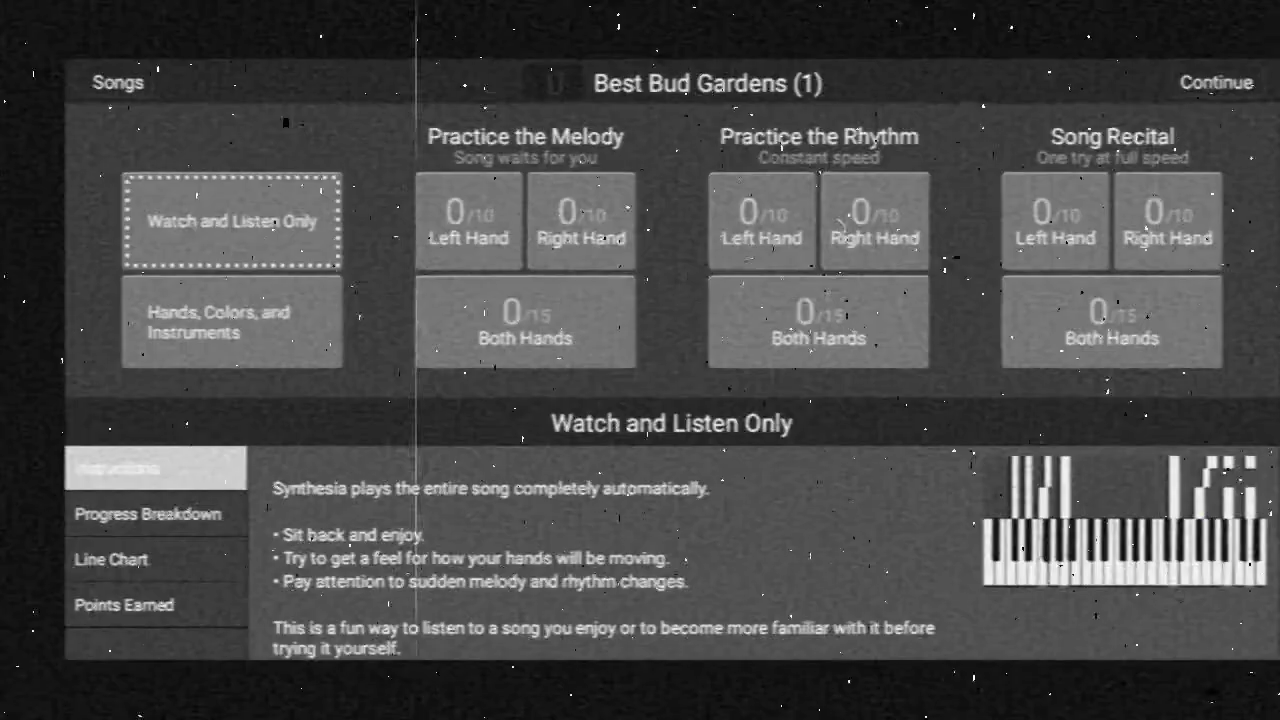 Songs
Best Bud Gardens (1)
Continue
Practice the Melody
Song waits for you
Practice the Rhythm
Constant speed
Song Recital
One try at full speed
Watch and Listen Only
0/10
Left Hand
0/10
Right Hand
0/10
Left Hand
0/10
Right Hand
0/10
Left Hand
0/10
Right Hand
Hands, Colors, and
Instruments
0/15
Both Hands
0/15
Both Hands
0/15
Both Hands
Watch and Listen Only
Instructions
Progress Breakdown
Line Chart
Points Earned
Synthesia plays the entire song completely automatically.
• Sit back and enjoy.
• Try to get a feel for how your hands will be moving.
• Pay attention to sudden melody and rhythm changes.
This is a fun way to listen to a song you enjoy or to become more familiar with it before
trying it yourself.